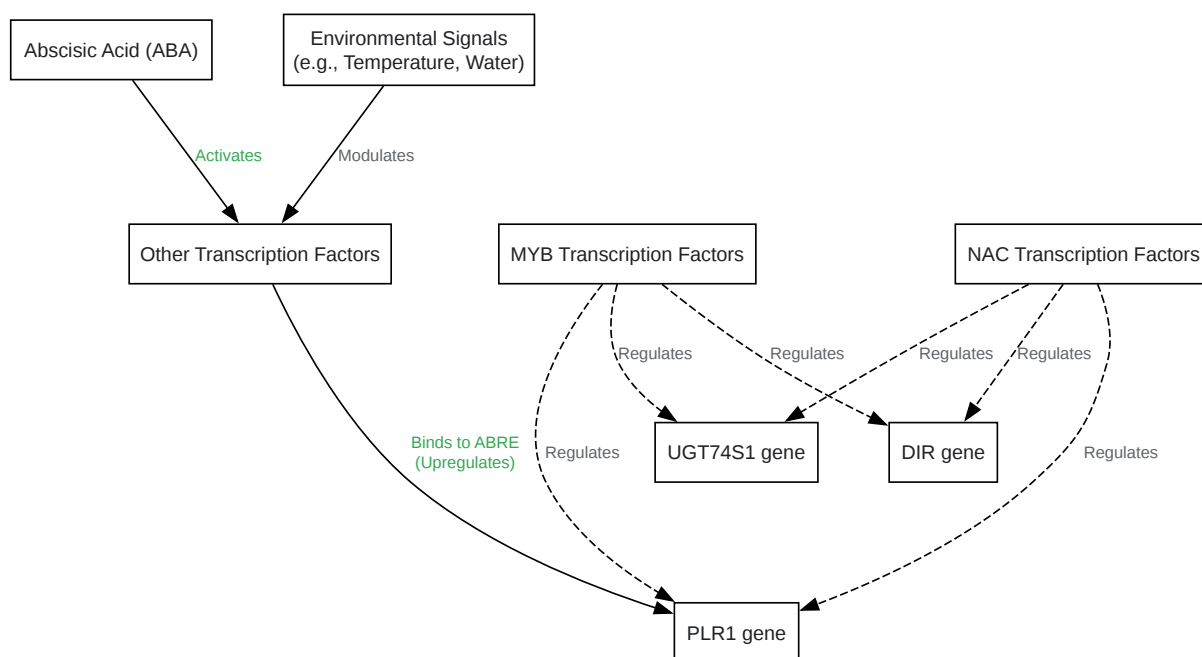 Abscisic Acid (ABA)
Environmental Signals
(e.g., Temperature, Water)
Activates
Modulates
Other Transcription Factors
MYB Transcription Factors
NAC Transcription Factors
Regulates
Regulates
Regulates
Regulates
Binds to ABRE
(Upregulates)
Regulates
UGT74S1 gene
DIR gene
Regulates
PLR1 gene